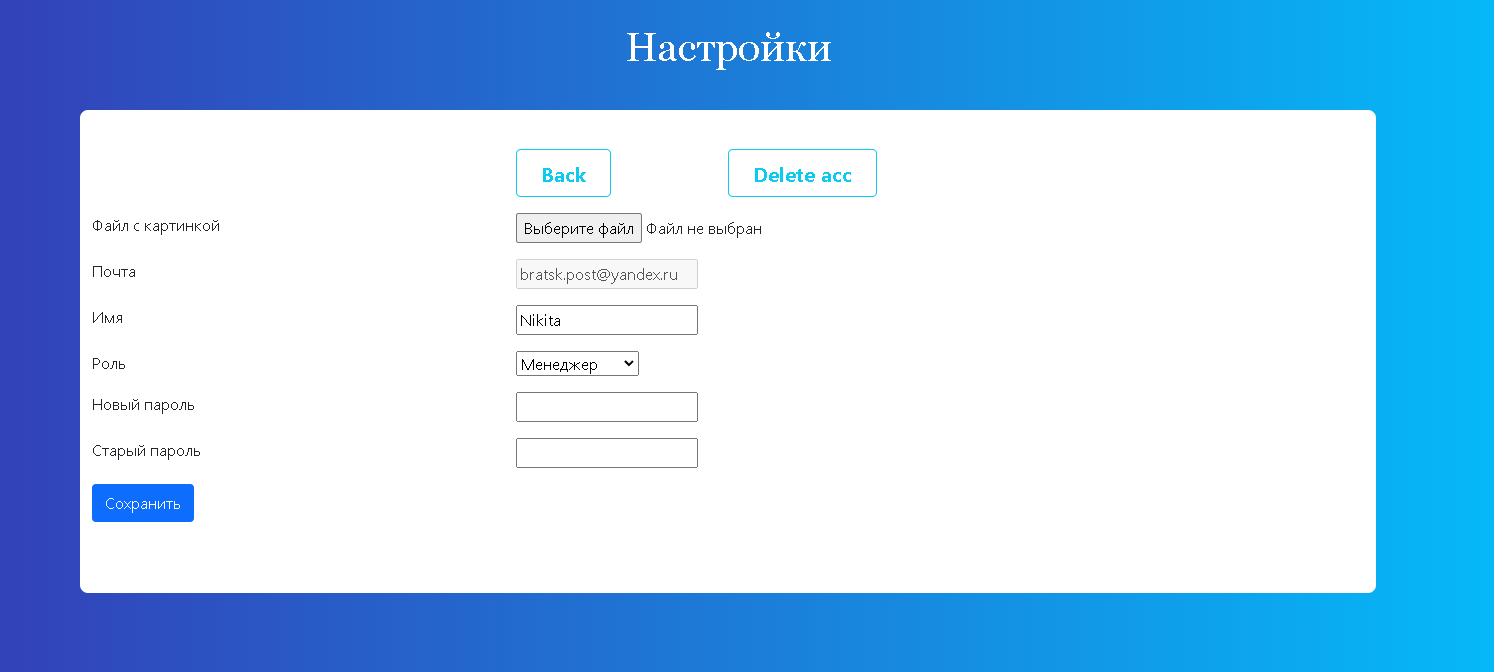 Настройки
Back Delete acc
Файл с картинкой Выберите файл Файл не выбран
Почта bratsk.post@yandex.ru
Имя Nikita
Роль Менеджер
Новый пароль
Старый пароль
Сохранить